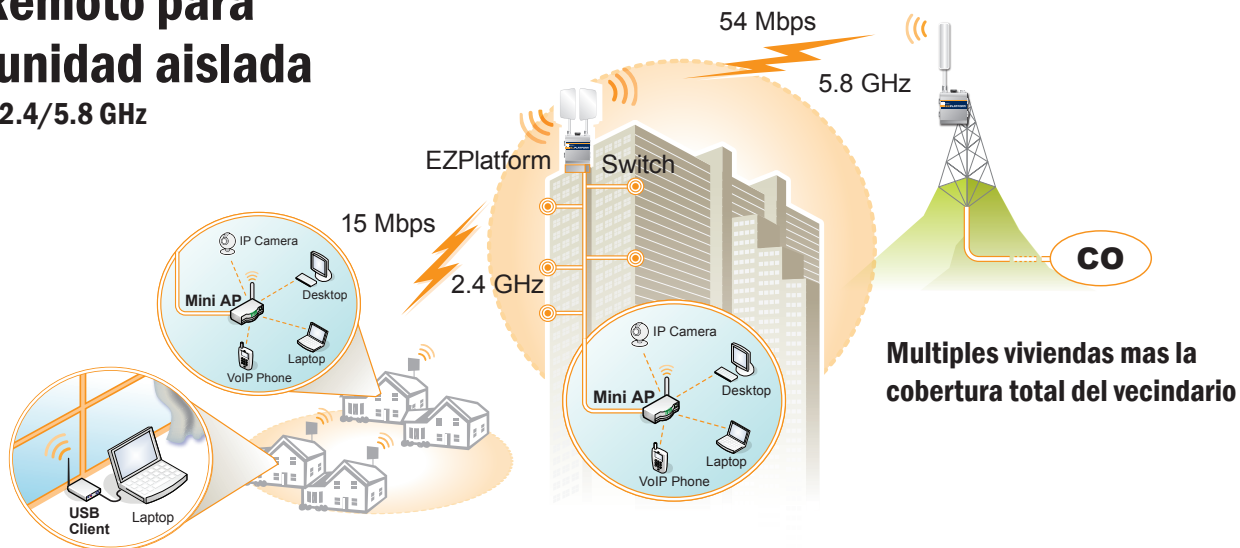 Remoto para
unidad aislada
2.4/5.8 GHz
54 Mbps
5.8 GHz
EZPlatform
Switch
15 Mbps
2.4 GHz
CO
IP Camera
Mini AP
Desktop
Laptop
VoIP Phone
IP Camera
Mini AP
Desktop
Laptop
VoIP Phone
USB
Client
Laptop
Multiples viviendas mas la
cobertura total del vecindario